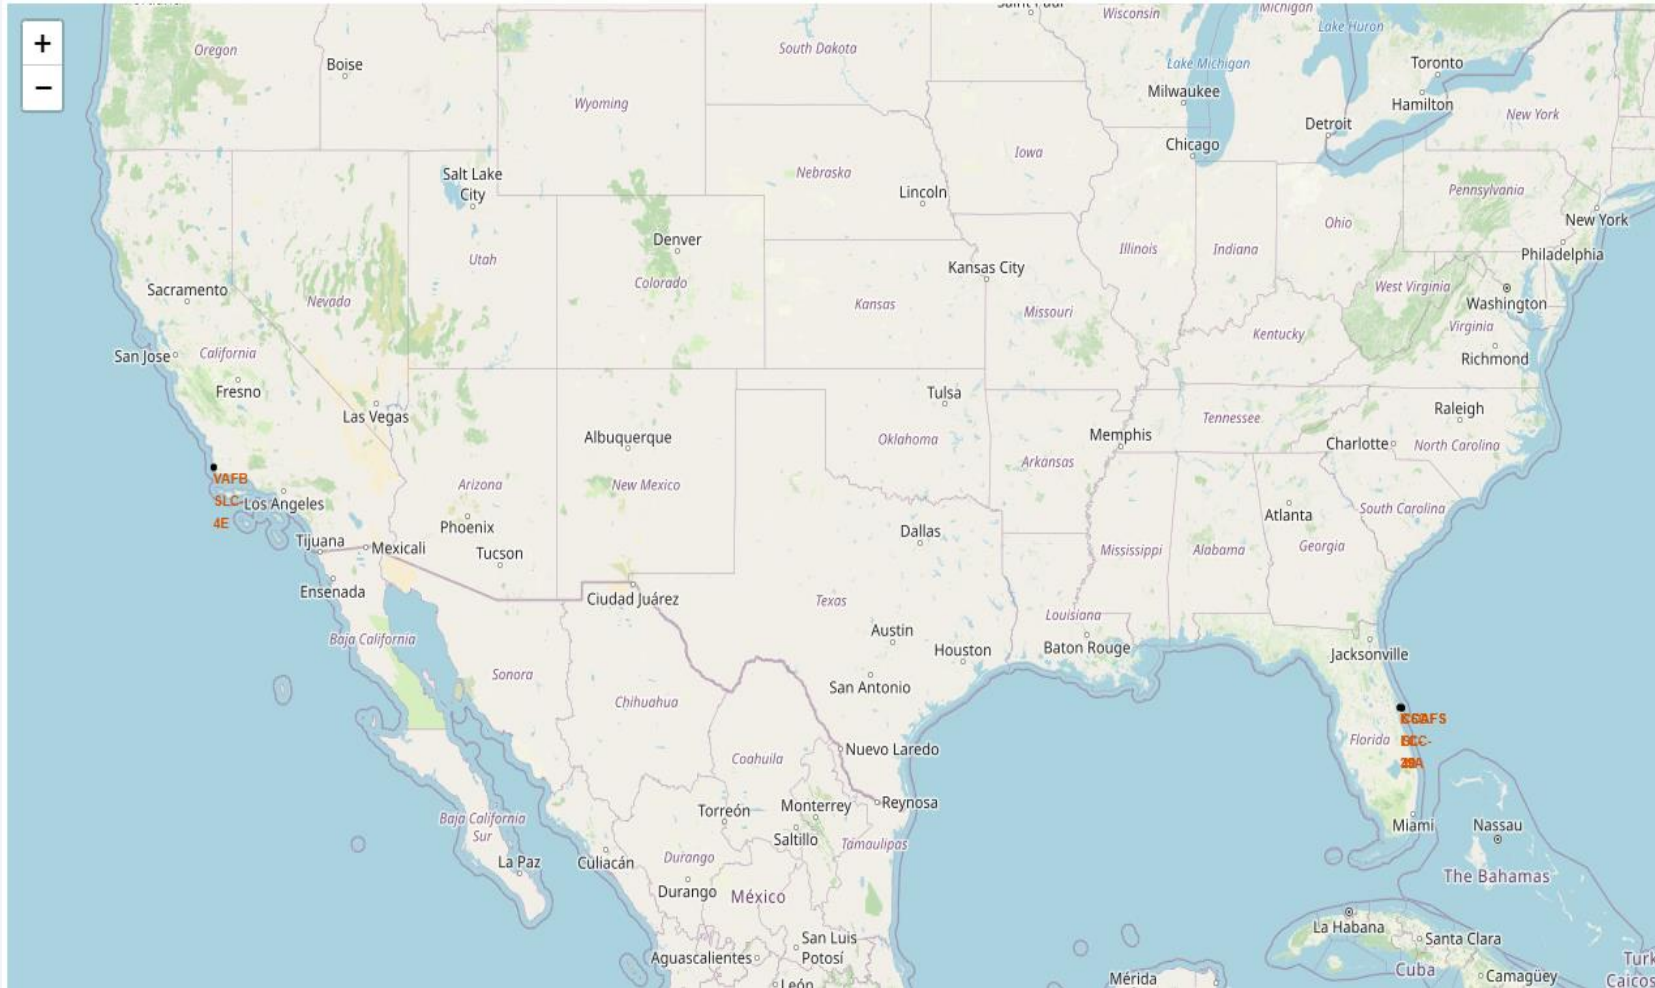 Saint Paul
Wisconsin
Michigan
Lake Huron
+
Oregon
South Dakota
Boise
Lake Michigan
Toronto
−
Milwaukee
Wyoming
Hamilton
New York
Detroit
Chicago
Iowa
Salt Lake
City
Nebraska
Lincoln
Pennsylvania
New York
Ohio
Denver
Illinois
Indiana
Philadelphia
Utah
Kansas City
Colorado
Sacramento
Nevada
Kansas
Missouri
West Virginia
Washington
Kentucky
Virginia
San Jose
California
Richmond
Fresno
Las Vegas
Tulsa
Raleigh
Tennessee
Albuquerque
Oklahoma
Memphis
Charlotte
North Carolina
Arkansas
VAFB
SLC-
4E
Los Angeles
Arizona
New Mexico
Phoenix
Atlanta
South Carolina
Dallas
Tijuana
Mexicali
Tucson
Mississippi
Alabama
Georgia
Ensenada
Ciudad Juárez
Texas
Louisiana
Baja California
Austin
Houston
Baton Rouge
Jacksonville
Sonora
San Antonio
Chihuahua
Florida
Nuevo Laredo
Coahuila
Torreón
Monterrey
Reynosa
Baja California
Sur
Saltillo
Tamaulipas
Miami
Nassau
La Paz
Culiacán
Durango
Durango
México
The Bahamas
La Habana
Santa Clara
San Luis
Potosí
Aguascalientes
León
Mérida
Cuba
Camagüey
Turk
Caicos